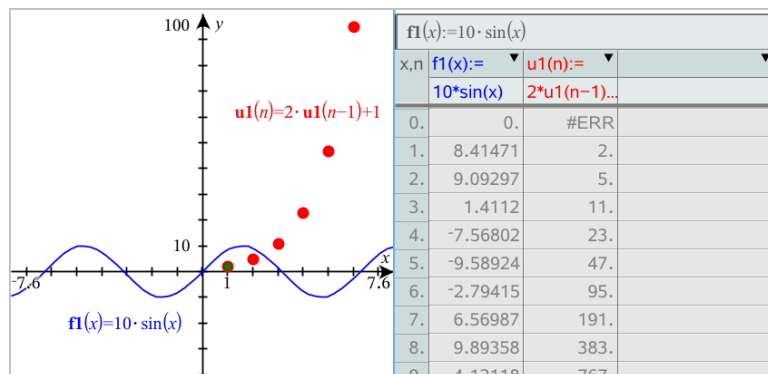 100
y
u1(n)=2·u1(n−1)+1
10
x
-7.6
1
7.6
f1(x)=10·sin(x)
f1(x):=10·sin(x)
x,n f1(x):= ▼ u1(n):= ▼ ▼
10*sin(x) 2*u1(n−1)...
0. 0. #ERR
1. 8.41471 2.
2. 9.09297 5.
3. 1.4112 11.
4. -7.56802 23.
5. -9.58924 47.
6. -2.79415 95.
7. 6.56987 191.
8. 9.89358 383.